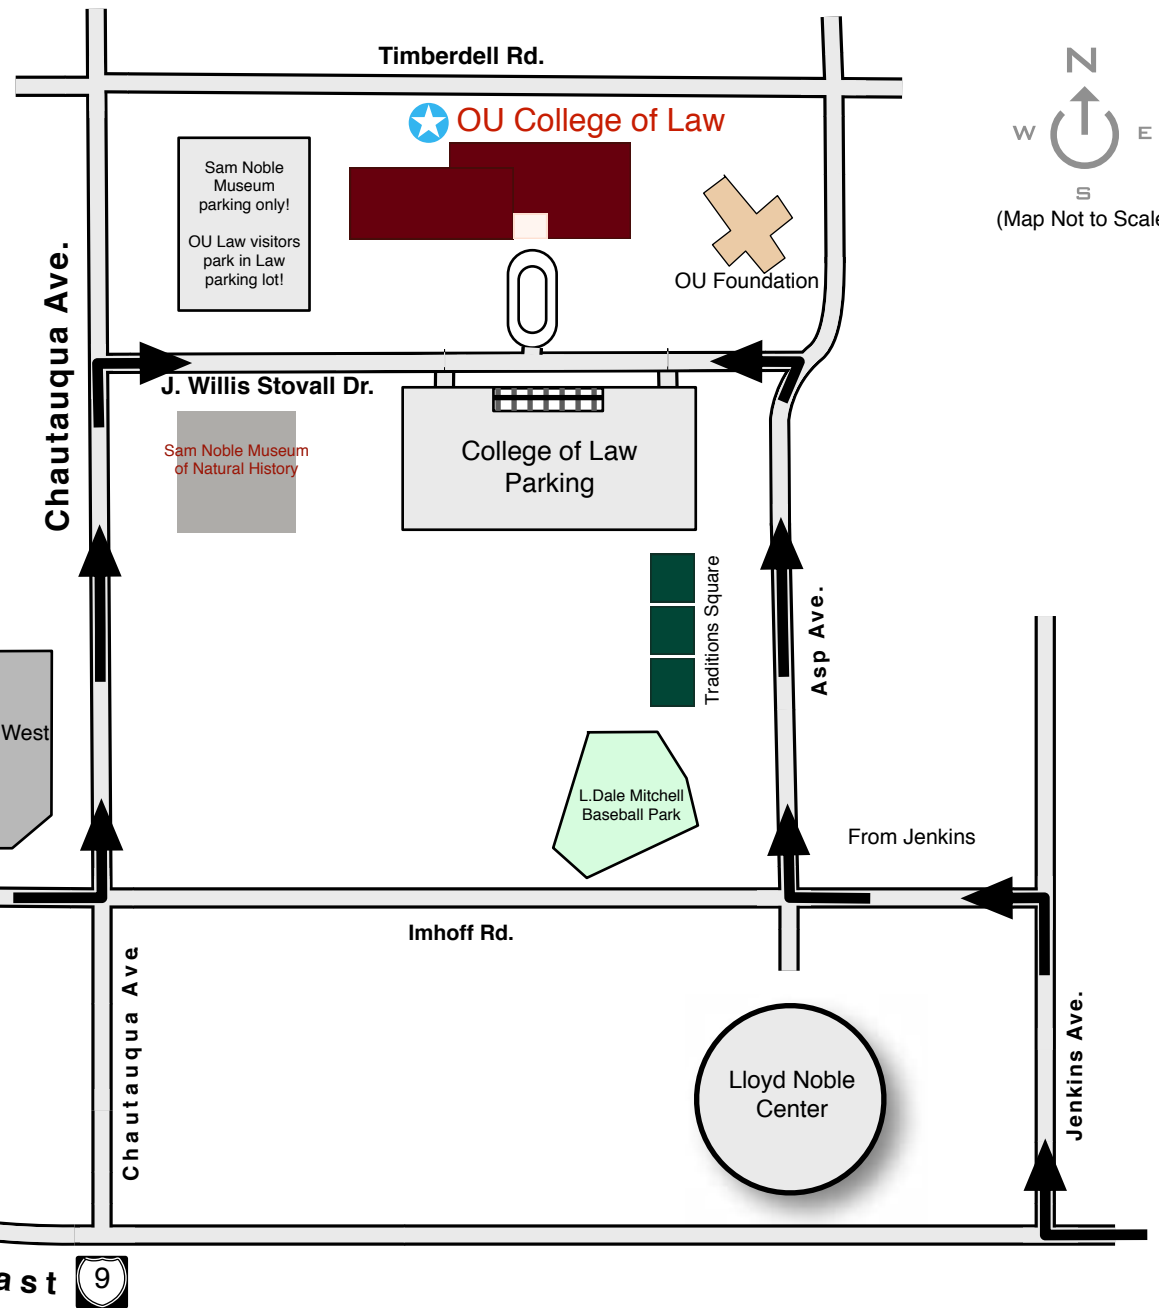 Timberdell Rd.
N
W
E
S
(Map Not to Scale
OU College of Law
Sam Noble
Museum
parking only!
OU Law visitors
park in Law
parking lot!
OU Foundation
Chautauqua Ave.
J. Willis Stovall Dr.
Sam Noble Museum
of Natural History
College of Law
Parking
Traditions Square
Asp Ave.
West
L.Dale Mitchell
Baseball Park
From Jenkins
Imhoff Rd.
Chautauqua Ave
Lloyd Noble
Center
Jenkins Ave.
ast 9